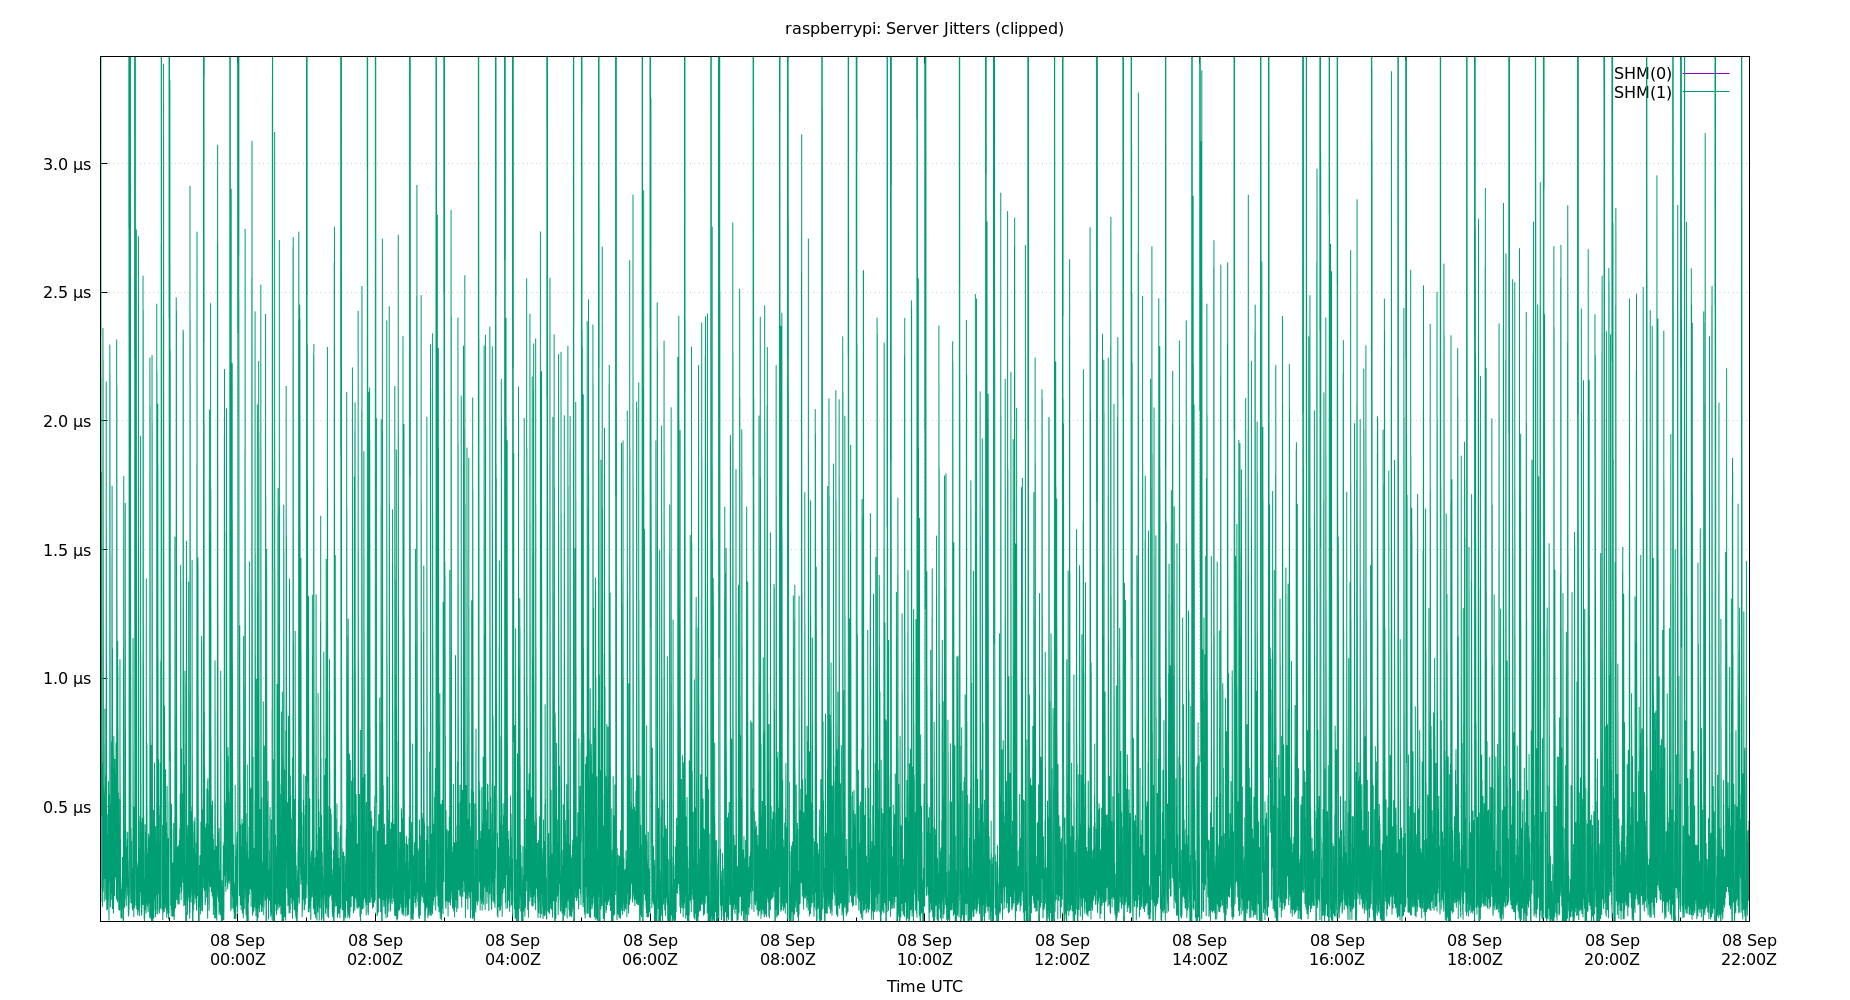 raspberrypi: Server Jitters (clipped)
SHM(0)
SHM(1)
3.0 µs
2.5 µs
2.0 µs
1.5 µs
1.0 µs
0.5 µs
08 Sep 08 Sep 08 Sep 08 Sep 08 Sep 08 Sep 08 Sep 08 Sep 08 Sep 08 Sep 08 Sep 08 Sep
00:00Z 02:00Z 04:00Z 06:00Z 08:00Z 10:00Z 12:00Z 14:00Z 16:00Z 18:00Z 20:00Z 22:00Z
Time UTC